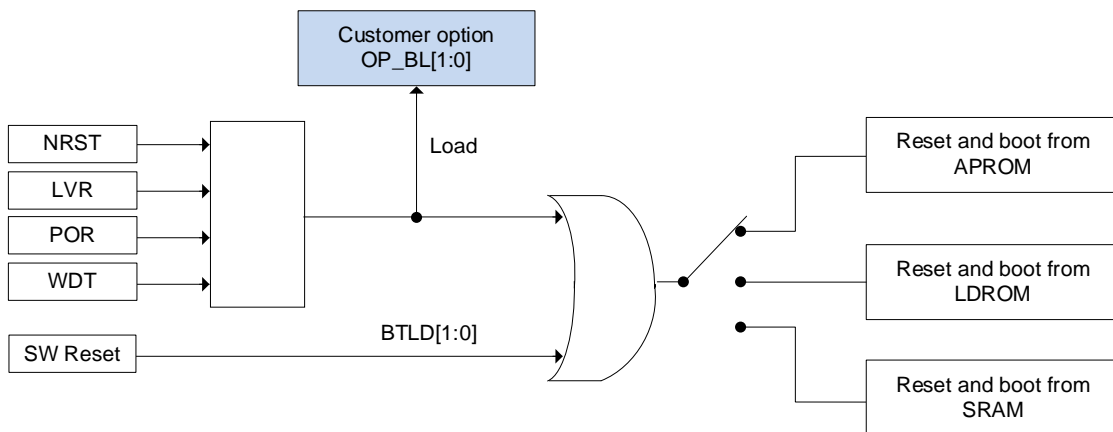 Customer option
OP_BL[1:0]
NRST
LVR
POR
WDT
Load
SW Reset
BTLD[1:0]
Reset and boot from
APROM
Reset and boot from
LDROM
Reset and boot from
SRAM